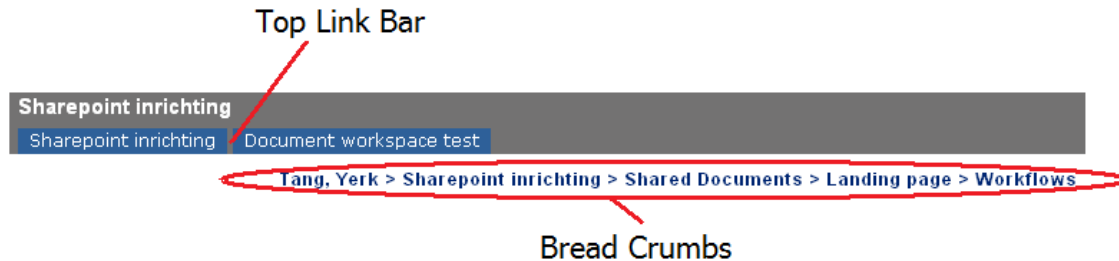 Top Link Bar
Sharepoint inrichting
Sharepoint inrichting Document workspace test
Tang, Yerk > Sharepoint inrichting > Shared Documents > Landing page > Workflows
Bread Crumbs